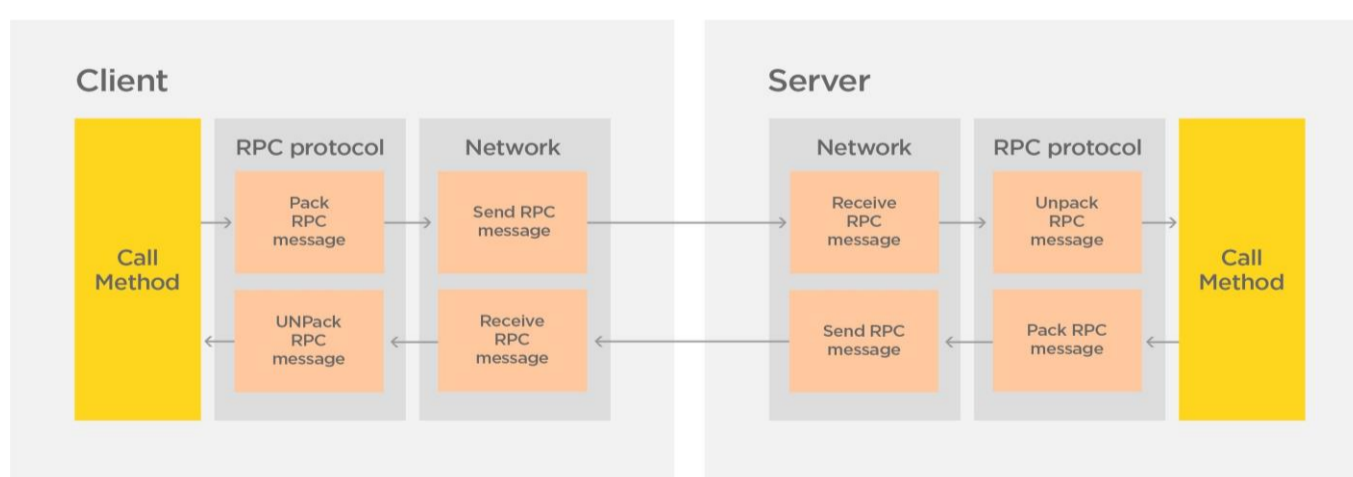 Client
Call
Method
RPC protocol
Pack
RPC
message
UNPack
RPC
message
Network
Send RPC
message
Receive
RPC
message
Server
Network
Receive
RPC
message
Send RPC
message
RPC protocol
Unpack
RPC
message
Pack RPC
message
Call
Method